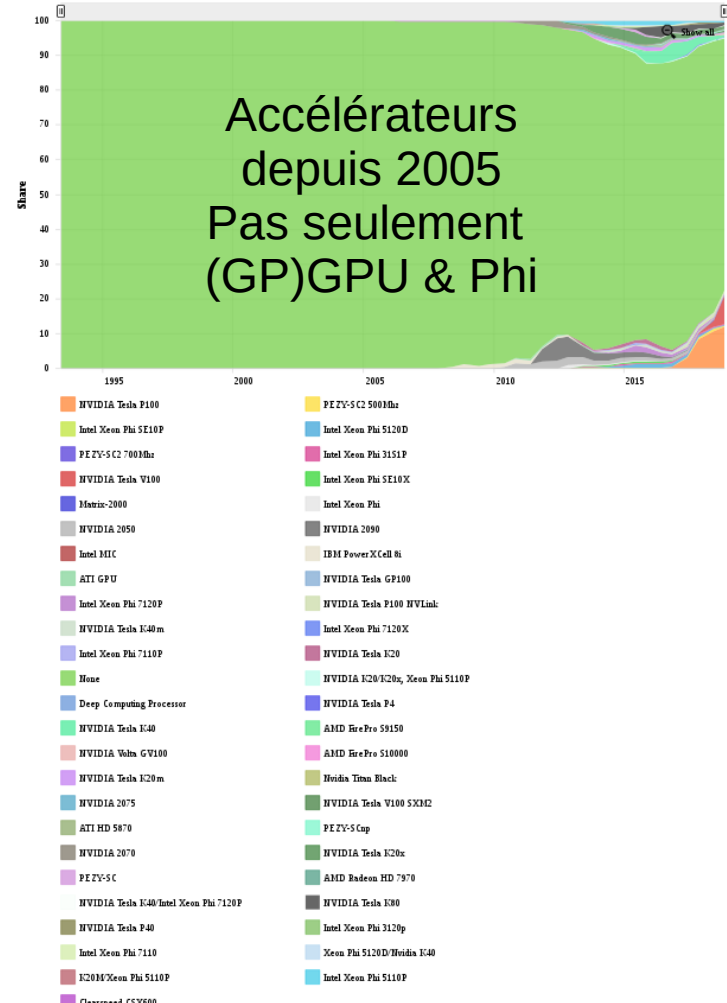 100
Show all
90
80
70
60
50
40
30
20
10
0
Share
Accélérateurs
depuis 2005
Pas seulement
(GP)GPU & Phi
1995 2000 2005 2010 2015
NVIDIA Tesla P100 PEZY-SC2 500Mhz
Intel Xeon Phi SE10P Intel Xeon Phi 5120D
PEZY-SC2 700Mhz Intel Xeon Phi 31S1P
NVIDIA Tesla V100 Intel Xeon Phi SE10X
Matrix-2000 Intel Xeon Phi
NVIDIA 2050 NVIDIA 2090
Intel MIC IBM PowerXCell 8i
ATI GPU NVIDIA Tesla GP100
Intel Xeon Phi 7120P NVIDIA Tesla P100 NVLink
NVIDIA Tesla K40m Intel Xeon Phi 7120X
Intel Xeon Phi 7110P NVIDIA Tesla K20
None NVIDIA K20/K20x, Xeon Phi 5110P
Deep Computing Processor NVIDIA Tesla P4
NVIDIA Tesla K40 AMD FirePro S9150
NVIDIA Volta GV100 AMD FirePro S10000
NVIDIA Tesla K20m Nvidia Titan Black
NVIDIA 2075 NVIDIA Tesla V100 SXM2
ATI HD 5870 PEZY-SCnp
NVIDIA 2070 NVIDIA Tesla K20x
PEZY-SC AMD Radeon HD 7970
NVIDIA Tesla K40/Intel Xeon Phi 7120P NVIDIA Tesla K80
NVIDIA Tesla P40 Intel Xeon Phi 3120p
Intel Xeon Phi 7110 Xeon Phi 5120D/Nvidia K40
K20M/Xeon Phi 5110P Intel Xeon Phi 5110P
Clearspeed CSX600